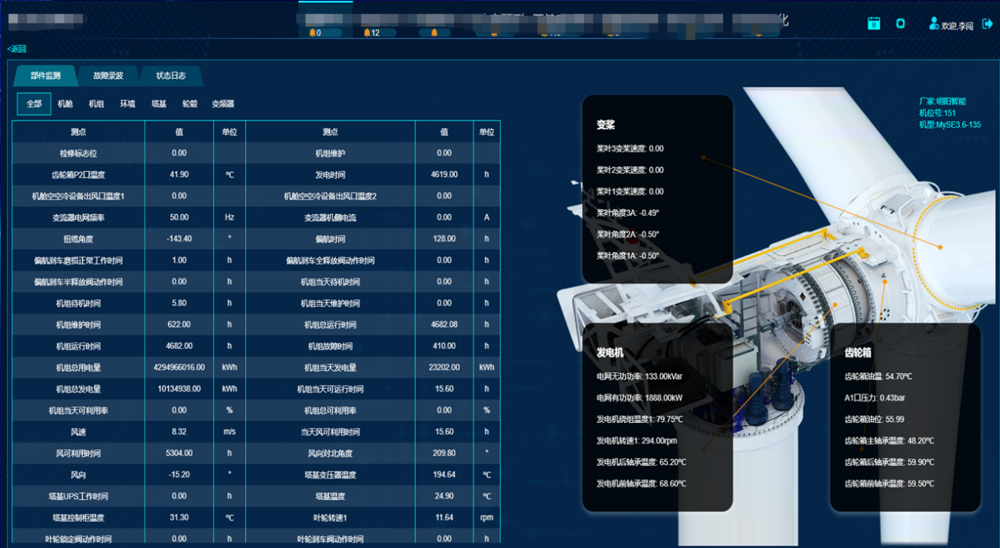 0
12
欢迎,李闯
<返回
部件监测 故障录波 状态日志
全部 机舱 机组 环境 塔基 轮毂 变频器
测点 值 单位 测点 值 单位
检修标志位 0.00 机组维护 0.00
齿轮箱P2口温度 41.90 ℃ 发电时间 4619.00 h
机舱空空冷设备出风口温度1 0.00 机舱空空冷设备出风口温度2 0.00
变流器电网频率 50.00 Hz 变流器机侧电流 0.00 A
扭缆角度 -143.40 ° 偏航时间 128.00 h
偏航刹车磨损正常工作时间 1.00 h 偏航刹车全释放阀动作时间 0.00 h
偏航刹车半释放阀动作时间 0.00 h 机组当天待机时间 0.00 h
机组待机时间 5.80 h 机组当天维护时间 0.00 h
机组维护时间 622.00 h 机组总运行时间 4682.08 h
机组运行时间 4682.00 h 机组故障时间 410.00 h
机组总用电量 4294966016.00 kWh 机组当天发电量 23202.00 kWh
机组总发电量 10134938.00 kWh 机组当天可运行时间 15.60 h
机组当天可利用率 0.00 % 机组总可利用率 0.00 %
风速 8.32 m/s 当天风可利用时间 15.60 h
风可利用时间 5304.00 h 风向对北角度 209.80 °
风向 -15.20 ° 塔基变压器温度 194.64 ℃
塔基UPS工作时间 0.00 h 塔基温度 24.90 ℃
塔基控制柜温度 31.30 ℃ 叶轮转速1 11.64 rpm
叶轮锁定阀动作时间 0.00 h 叶轮刹车阀动作时间 0.00 h
厂家:明阳智能
机位号:151
机型:MySE3.6-135
变桨
桨叶3变桨速度: 0.00
桨叶2变桨速度: 0.00
桨叶1变桨速度: 0.00
桨叶角度3A: -0.49°
桨叶角度2A: -0.50°
桨叶角度1A: -0.50°
发电机
电网无功功率: 133.00kVar
电网有功功率: 1888.00kW
发电机绕组温度1: 79.75℃
发电机转速1: 294.00rpm
发电机后轴承温度: 65.20℃
发电机前轴承温度: 68.60℃
齿轮箱
齿轮箱油温: 54.70℃
A1口压力: 0.43bar
齿轮箱油位: 55.99
齿轮箱主轴承温度: 48.20℃
齿轮箱后轴承温度: 59.90℃
齿轮箱前轴承温度: 59.50℃